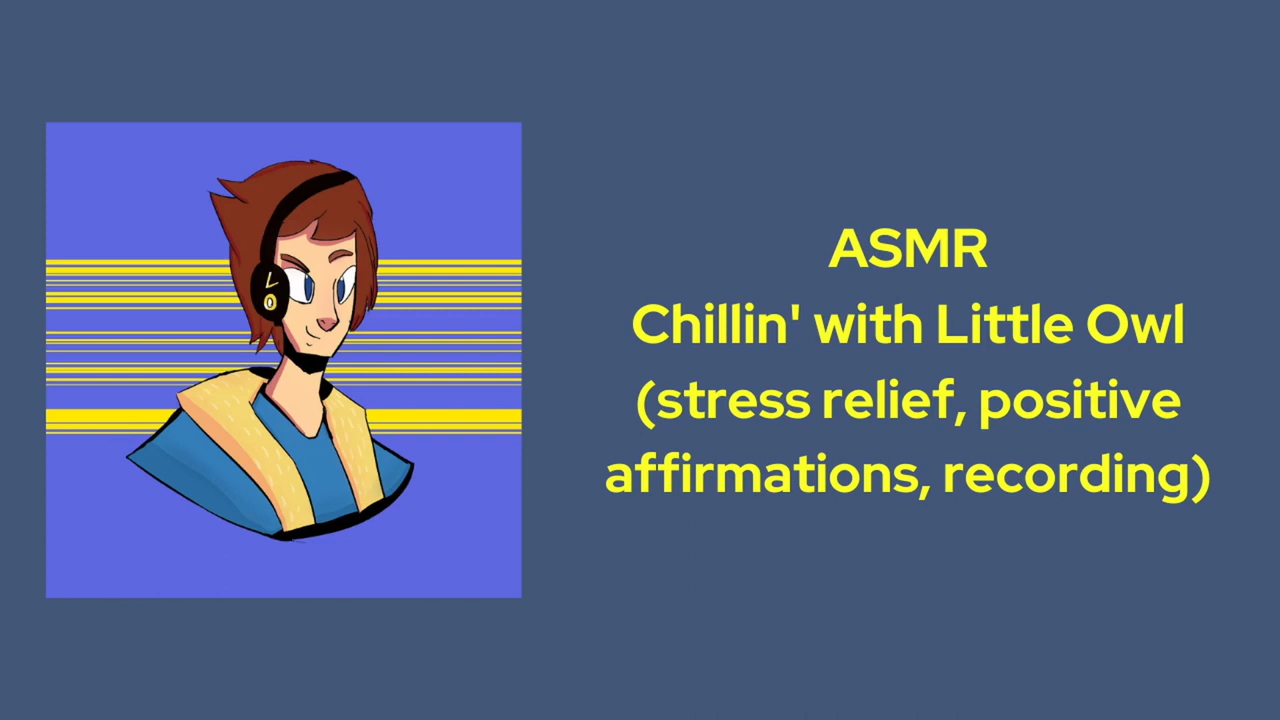 L
O
ASMR
Chillin' with Little Owl
(stress relief, positive
affirmations, recording)